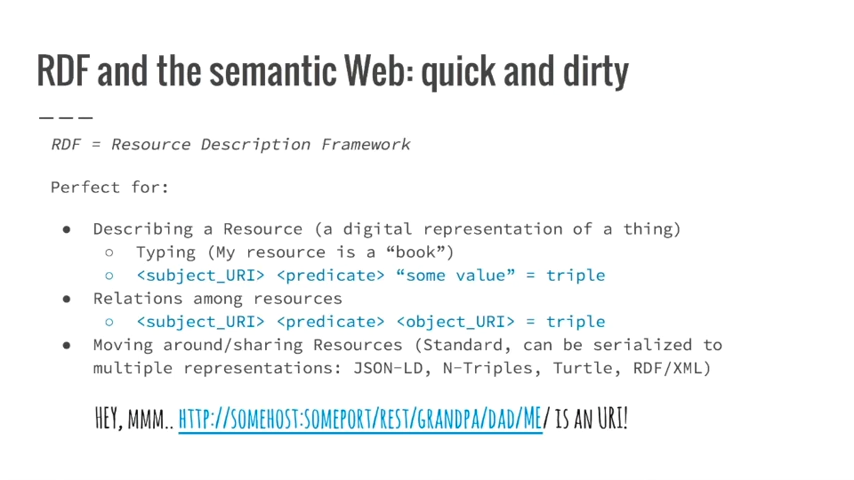 RDF and the semantic Web: quick and dirty
RDF = Resource Description Framework
Perfect for:
● Describing a Resource (a digital representation of a thing)
○ Typing (My resource is a “book”)
○ <subject_URI> <predicate> “some value” = triple
● Relations among resources
○ <subject_URI> <predicate> <object_URI> = triple
● Moving around/sharing Resources (Standard, can be serialized to
multiple representations: JSON-LD, N-Triples, Turtle, RDF/XML)
HEY, MMM.. HTTP://SOMEHOST:SOMEPORT/REST/GRANDPA/DAD/ME/ IS AN URI!